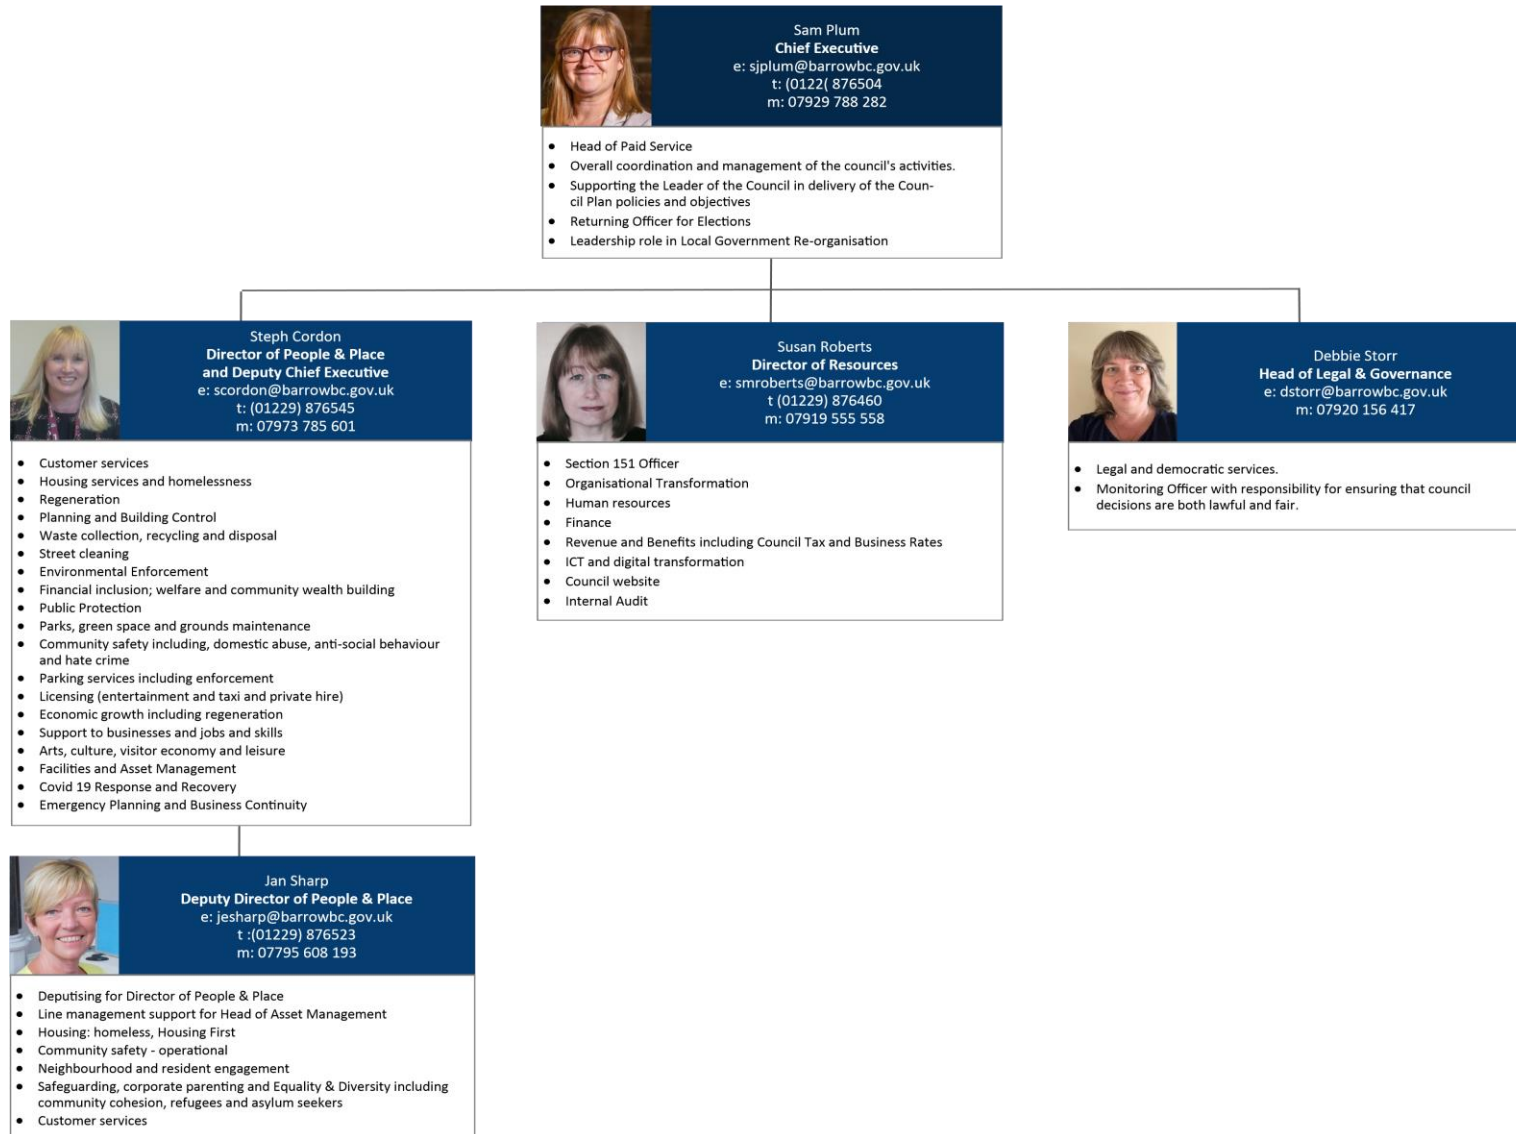 Sam Plum
Chief Executive
e: sjplum@barrowbc.gov.uk
t: (0122( 876504
m: 07929 788 282
• Head of Paid Service
• Overall coordination and management of the council's activities.
• Supporting the Leader of the Council in delivery of the Coun-
cil Plan policies and objectives
• Returning Officer for Elections
• Leadership role in Local Government Re-organisation
Steph Cordon
Director of People & Place
and Deputy Chief Executive
e: scordon@barrowbc.gov.uk
t: (01229) 876545
m: 07973 785 601
• Customer services
• Housing services and homelessness
• Regeneration
• Planning and Building Control
• Waste collection, recycling and disposal
• Street cleaning
• Environmental Enforcement
• Financial inclusion; welfare and community wealth building
• Public Protection
• Parks, green space and grounds maintenance
• Community safety including, domestic abuse, anti-social behaviour
and hate crime
• Parking services including enforcement
• Licensing (entertainment and taxi and private hire)
• Economic growth including regeneration
• Support to businesses and jobs and skills
• Arts, culture, visitor economy and leisure
• Facilities and Asset Management
• Covid 19 Response and Recovery
• Emergency Planning and Business Continuity
Susan Roberts
Director of Resources
e: smroberts@barrowbc.gov.uk
t (01229) 876460
m: 07919 555 558
• Section 151 Officer
• Organisational Transformation
• Human resources
• Finance
• Revenue and Benefits including Council Tax and Business Rates
• ICT and digital transformation
• Council website
• Internal Audit
Debbie Storr
Head of Legal & Governance
e: dstorr@barrowbc.gov.uk
m: 07920 156 417
• Legal and democratic services.
• Monitoring Officer with responsibility for ensuring that council
decisions are both lawful and fair.
Jan Sharp
Deputy Director of People & Place
e: jesharp@barrowbc.gov.uk
t :(01229) 876523
m: 07795 608 193
• Deputising for Director of People & Place
• Line management support for Head of Asset Management
• Housing: homeless, Housing First
• Community safety - operational
• Neighbourhood and resident engagement
• Safeguarding, corporate parenting and Equality & Diversity including
community cohesion, refugees and asylum seekers
• Customer services